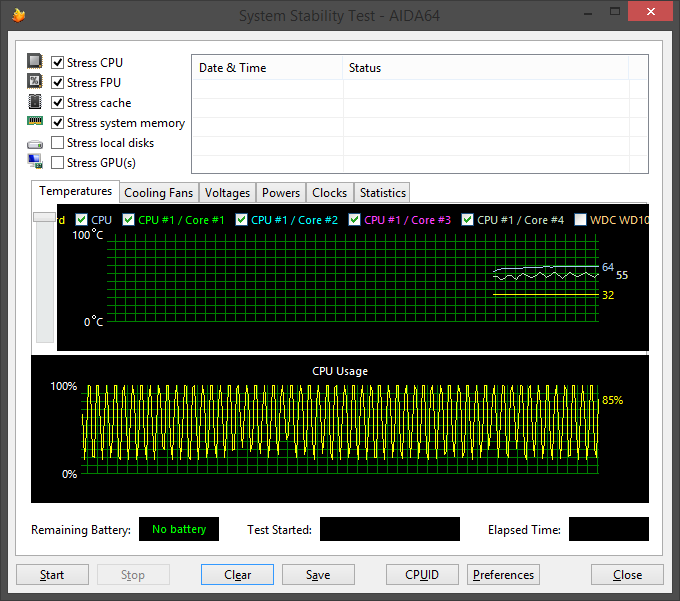 System Stability Test - AIDA64
Stress CPU
Stress FPU
Stress cache
Stress system memory
Stress local disks
Stress GPU(s)
Date & Time Status
Temperatures Cooling Fans Voltages Powers Clocks Statistics
rd CPU CPU #1 / Core #1 CPU #1 / Core #2 CPU #1 / Core #3 CPU #1 / Core #4 WDC WD10
100°C
64
55
32
0°C
CPU Usage
100%
85%
0%
Remaining Battery: No battery Test Started: Elapsed Time:
Start Stop Clear Save CPUID Preferences Close